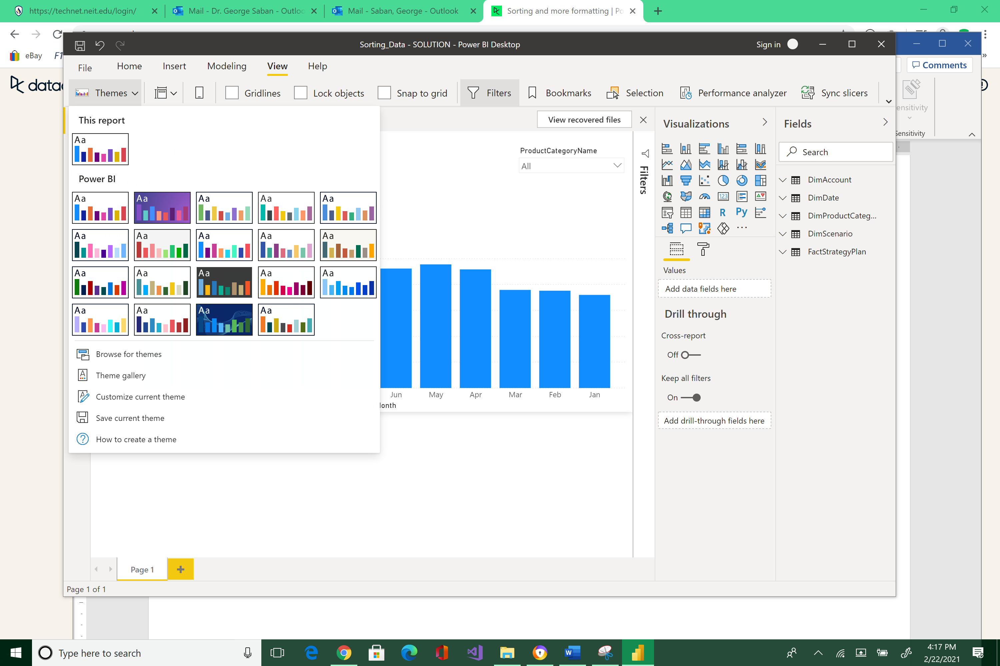 https://technet.neit.edu/login/
Mail - Dr. George Saban - Outloo
Mail - Saban, George - Outlook
Sorting and more formatting | Po
eBay
F1
datac
Sorting_Data - SOLUTION - Power BI Desktop
Sign in
Comments
File
Home
Insert
Modeling
View
Help
Themes
Gridlines
Lock objects
Snap to grid
Filters
Bookmarks
Selection
Performance analyzer
Sync slicers
ensitivity
Sensitivity
This report
Aa
Power BI
Aa Aa Aa Aa Aa
Aa Aa Aa Aa Aa
Aa Aa Aa Aa Aa
Aa Aa Aa Aa
Browse for themes
Theme gallery
Customize current theme
Save current theme
How to create a theme
View recovered files
ProductCategoryName
All
Filters
Jun May Apr Mar Feb Jan
onth
Visualizations
123
R Py
Values
Add data fields here
Drill through
Cross-report
Off
Keep all filters
On
Add drill-through fields here
Fields
Search
DimAccount
DimDate
DimProductCateg...
DimScenario
FactStrategyPlan
Page 1
Page 1 of 1
Type here to search
4:17 PM
2/22/2021